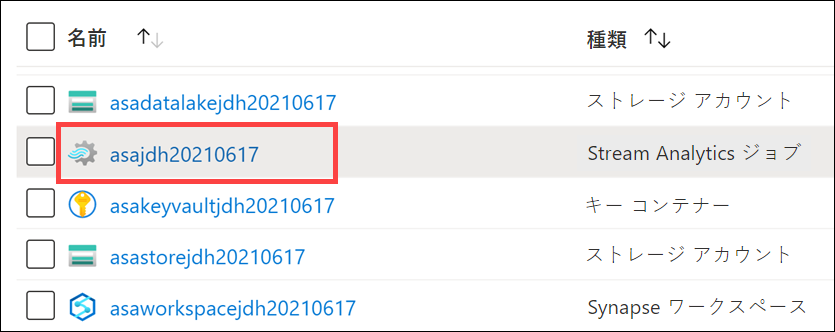 名前 ↑↓ 種類 ↑↓
asadatalakejdh20210617 ストレージ アカウント
asajdh20210617 Stream Analytics ジョブ
asakeyvaultjdh20210617 キー コンテナー
asastorejdh20210617 ストレージ アカウント
asaworkspacejdh20210617 Synapse ワークスペース